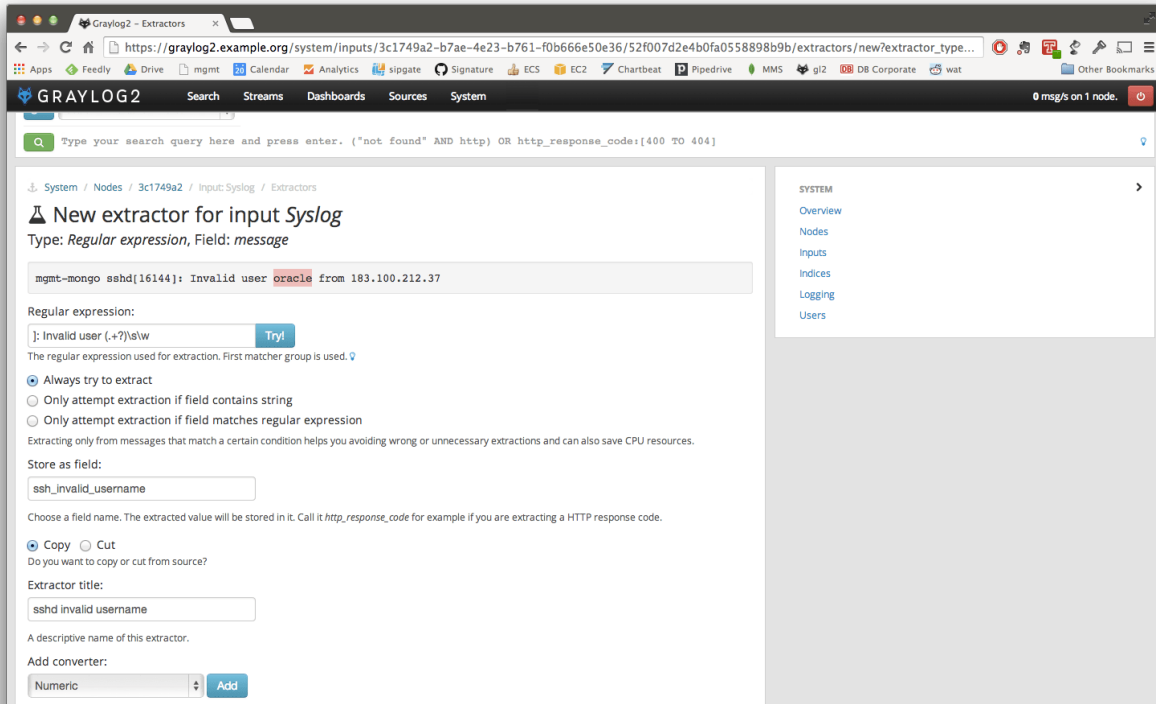 Graylog2 - Extractors
https://graylog2.example.org/system/inputs/3c1749a2-b7ae-4e23-b761-f0b666e50e36/52f007d2e4b0fa0558898b9b/extractors/new?extractor_type...
Apps Feedly Drive mgmt 20 Calendar Analytics sipgate Signature ECS EC2 Chartbeat Pipedrive MMS gl2 DB DB Corporate wat Other Bookmarks
GRAYLOG2 Search Streams Dashboards Sources System 0 msg/s on 1 node.
Type your search query here and press enter. ("not found" AND http) OR http_response_code:[400 TO 404]
System / Nodes / 3c1749a2 / Input: Syslog / Extractors
New extractor for input Syslog
Type: Regular expression, Field: message
mgmt-mongo sshd[16144]: Invalid user oracle from 183.100.212.37
Regular expression:
]: Invalid user (.+?)\s\w Try!
The regular expression used for extraction. First matcher group is used.
Always try to extract
Only attempt extraction if field contains string
Only attempt extraction if field matches regular expression
Extracting only from messages that match a certain condition helps you avoiding wrong or unnecessary extractions and can also save CPU resources.
Store as field:
ssh_invalid_username
Choose a field name. The extracted value will be stored in it. Call it http_response_code for example if you are extracting a HTTP response code.
Copy Cut
Do you want to copy or cut from source?
Extractor title:
sshd invalid username
A descriptive name of this extractor.
Add converter:
Numeric Add
SYSTEM
Overview
Nodes
Inputs
Indices
Logging
Users